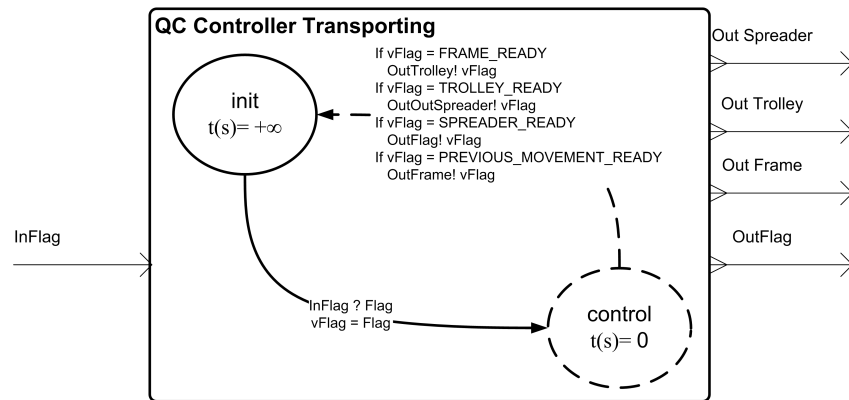 QC Controller Transporting
If vFlag = FRAME_READY
OutTrolley! vFlag
If vFlag = TROLLEY_READY
OutOutSpreader! vFlag
If vFlag = SPREADER_READY
OutFlag! vFlag
If vFlag = PREVIOUS_MOVEMENT_READY
OutFrame! vFlag
init
t(s)= +∞
Out Spreader
Out Trolley
Out Frame
OutFlag
InFlag
InFlag ? Flag
vFlag = Flag
control
t(s)= 0